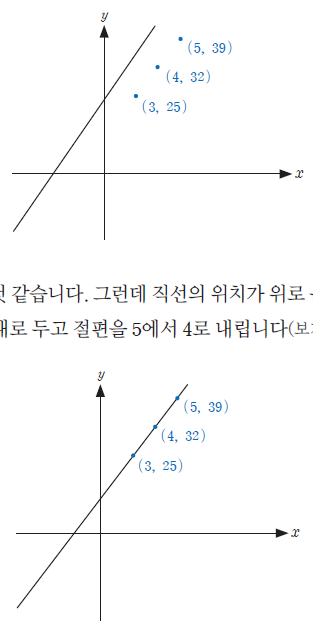 y
(5, 39)
(4, 32)
(3, 25)
x
같습니다. 그런데 직선의 위치가 위로
로 두고 절편을 5에서 4로 내립니다(보
y
(5, 39)
(4, 32)
(3, 25)
x